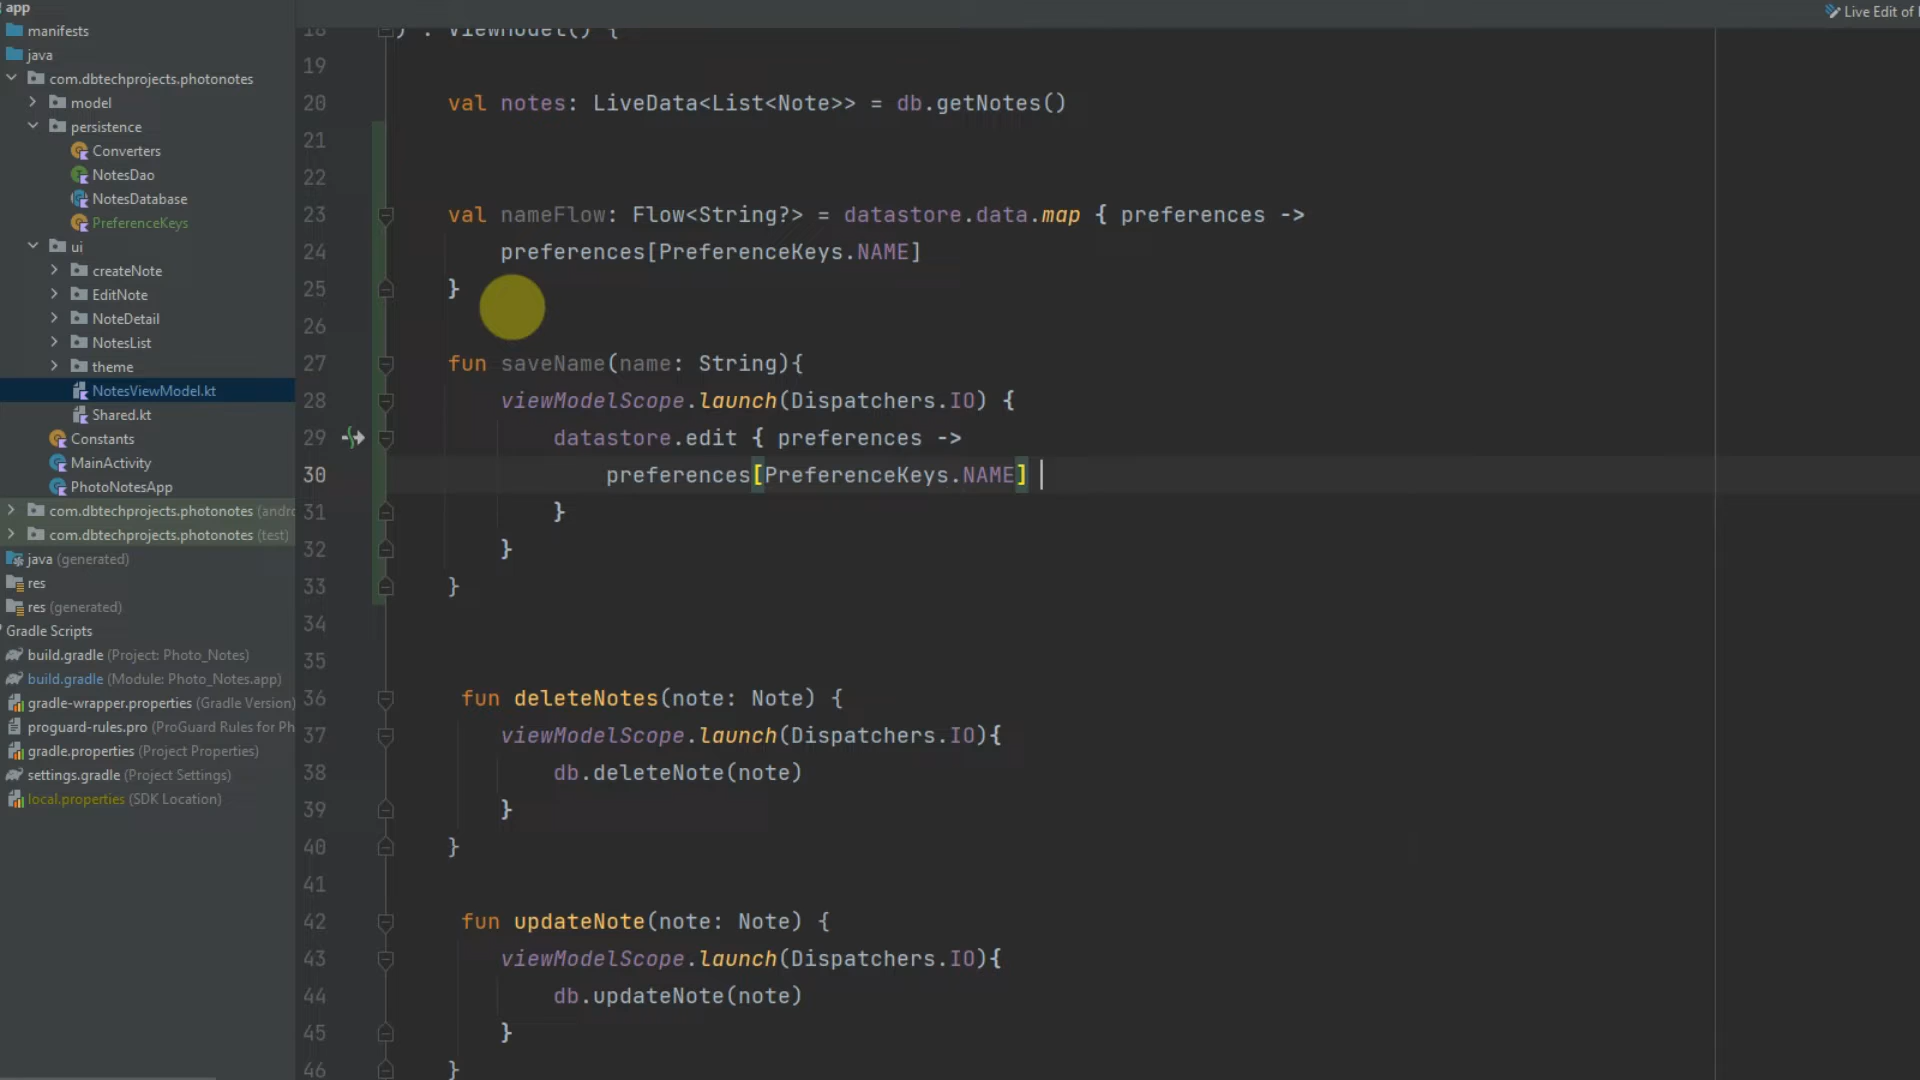 app
manifests
java
com.dbtechprojects.photonotes
model
persistence
Converters
NotesDao
NotesDatabase
PreferenceKeys
ui
createNote
EditNote
NoteDetail
NotesList
theme
NotesViewModel.kt
Shared.kt
Constants
MainActivity
PhotoNotesApp
com.dbtechprojects.photonotes (andro
com.dbtechprojects.photonotes (test)
java (generated)
res
res (generated)
Gradle Scripts
build.gradle (Project: Photo_Notes)
build.gradle (Module: Photo_Notes.app)
gradle-wrapper.properties (Gradle Version)
proguard-rules.pro (ProGuard Rules for Ph
gradle.properties (Project Properties)
settings.gradle (Project Settings)
local.properties (SDK Location)
Live Edit of
18 ) : ViewModel() {
19
20 val notes: LiveData<List<Note>> = db.getNotes()
21
22
23 val nameFlow: Flow<String?> = datastore.data.map { preferences ->
24 preferences[PreferenceKeys.NAME]
25 }
26
27 fun saveName(name: String){
28 viewModelScope.launch(Dispatchers.IO) {
29 datastore.edit { preferences ->
30 preferences[PreferenceKeys.NAME]
31 }
32 }
33 }
34
35
36 fun deleteNotes(note: Note) {
37 viewModelScope.launch(Dispatchers.IO){
38 db.deleteNote(note)
39 }
40 }
41
42 fun updateNote(note: Note) {
43 viewModelScope.launch(Dispatchers.IO){
44 db.updateNote(note)
45 }
46 }